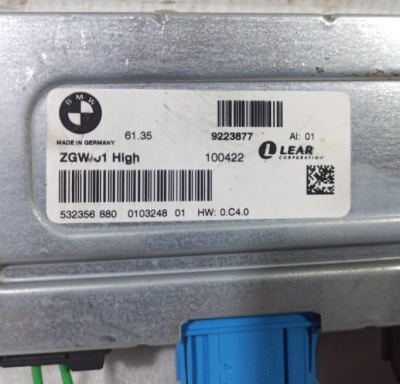 BMW
MADE IN GERMANY
61.35
9223877
AI: 01
ZGW-01 High
100422
LEAR
CORPORATION
532356 880 0103248 01 HW: 0.C4.0